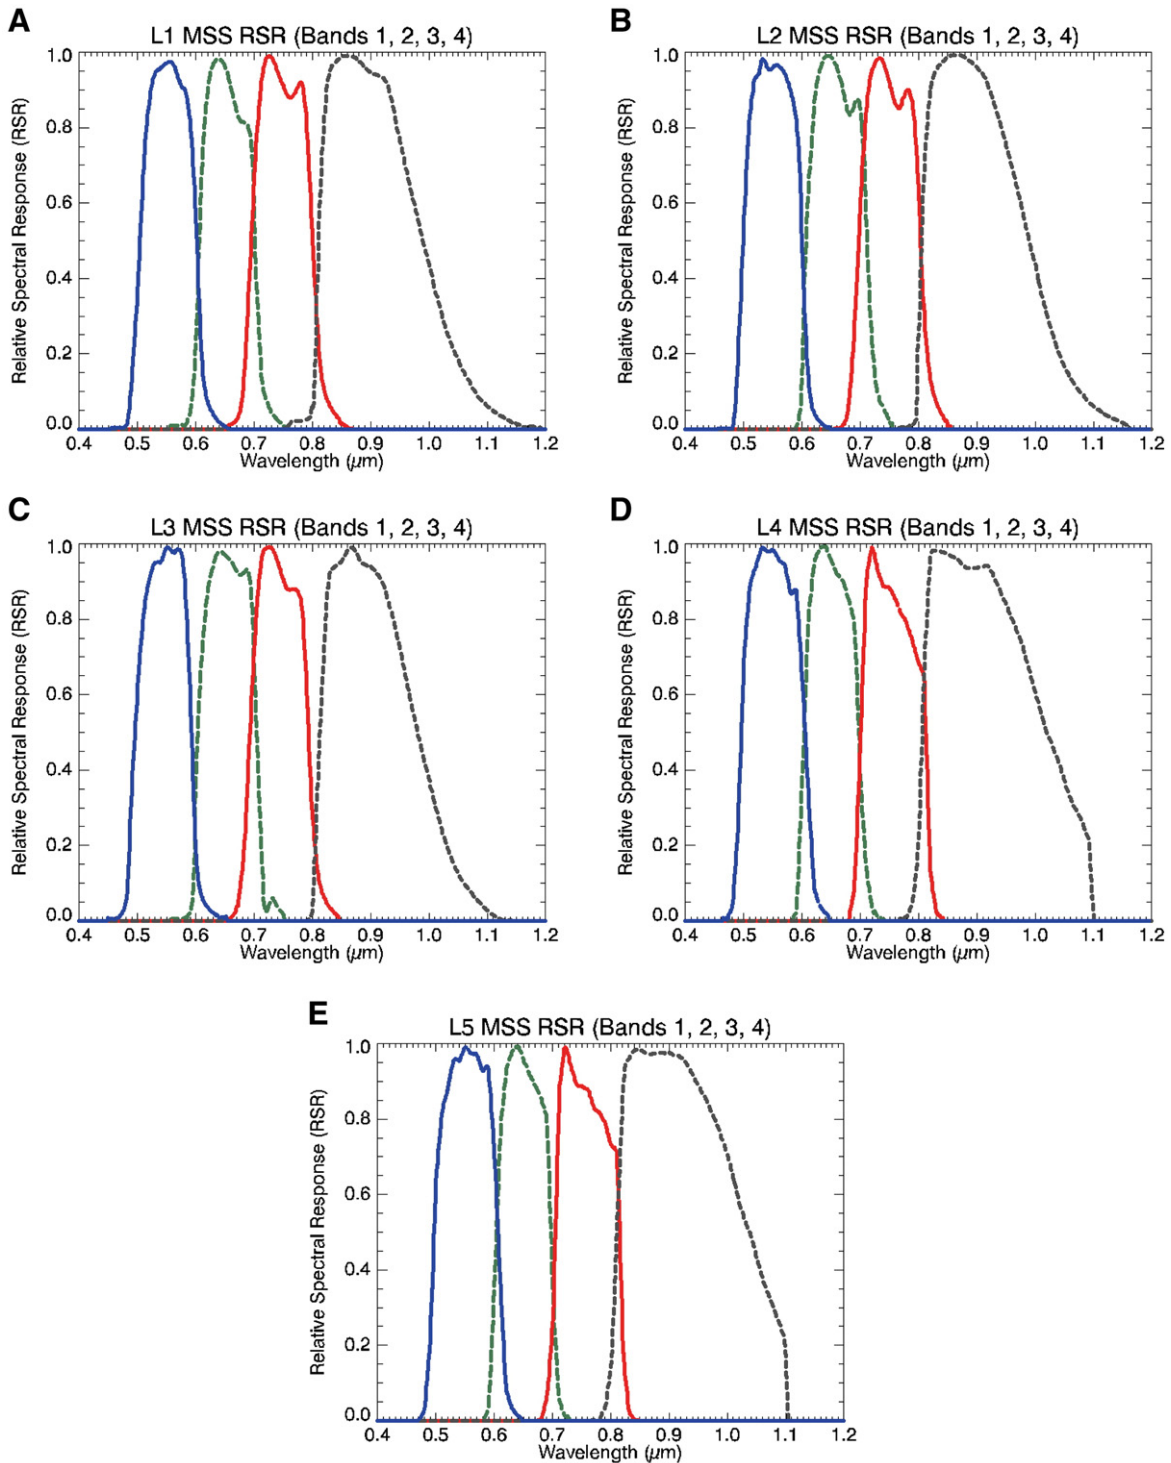 A
L1 MSS RSR (Bands 1, 2, 3, 4)
Relative Spectral Response (RSR)
1.0
0.8
0.6
0.4
0.2
0.0
0.4 0.5 0.6 0.7 0.8 0.9 1.0 1.1 1.2
Wavelength (μm)
B
L2 MSS RSR (Bands 1, 2, 3, 4)
Relative Spectral Response (RSR)
1.0
0.8
0.6
0.4
0.2
0.0
0.4 0.5 0.6 0.7 0.8 0.9 1.0 1.1 1.2
Wavelength (μm)
C
L3 MSS RSR (Bands 1, 2, 3, 4)
Relative Spectral Response (RSR)
1.0
0.8
0.6
0.4
0.2
0.0
0.4 0.5 0.6 0.7 0.8 0.9 1.0 1.1 1.2
Wavelength (μm)
D
L4 MSS RSR (Bands 1, 2, 3, 4)
Relative Spectral Response (RSR)
1.0
0.8
0.6
0.4
0.2
0.0
0.4 0.5 0.6 0.7 0.8 0.9 1.0 1.1 1.2
Wavelength (μm)
E
L5 MSS RSR (Bands 1, 2, 3, 4)
Relative Spectral Response (RSR)
1.0
0.8
0.6
0.4
0.2
0.0
0.4 0.5 0.6 0.7 0.8 0.9 1.0 1.1 1.2
Wavelength (μm)